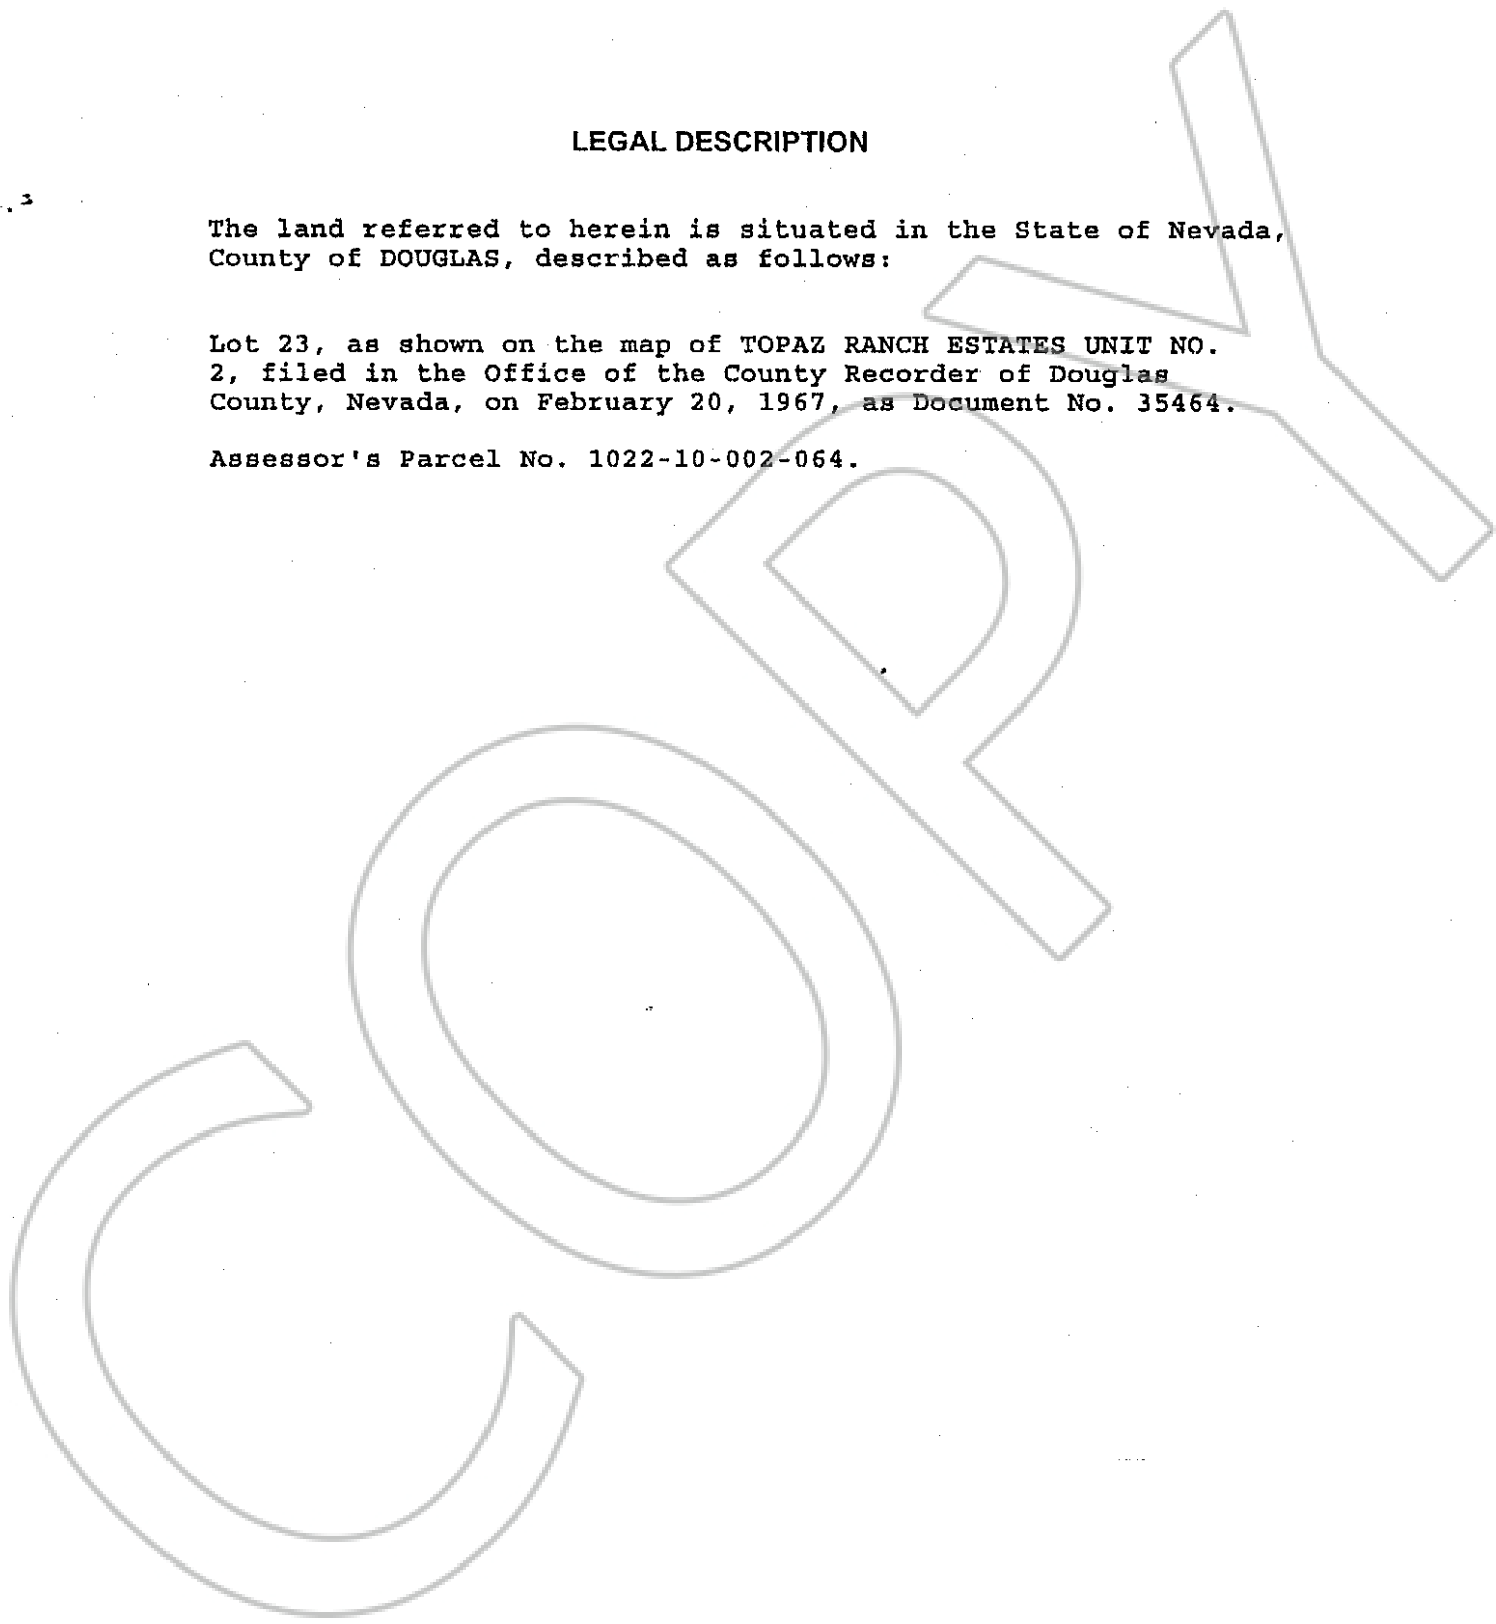 LEGAL DESCRIPTION
The land referred to herein is situated in the State of Nevada,
County of DOUGLAS, described as follows:
Lot 23, as shown on the map of TOPAZ RANCH ESTATES UNIT NO.
2, filed in the Office of the County Recorder of Douglas
County, Nevada, on February 20, 1967, as Document No. 35464.
Assessor's Parcel No. 1022-10-002-064.
COPY